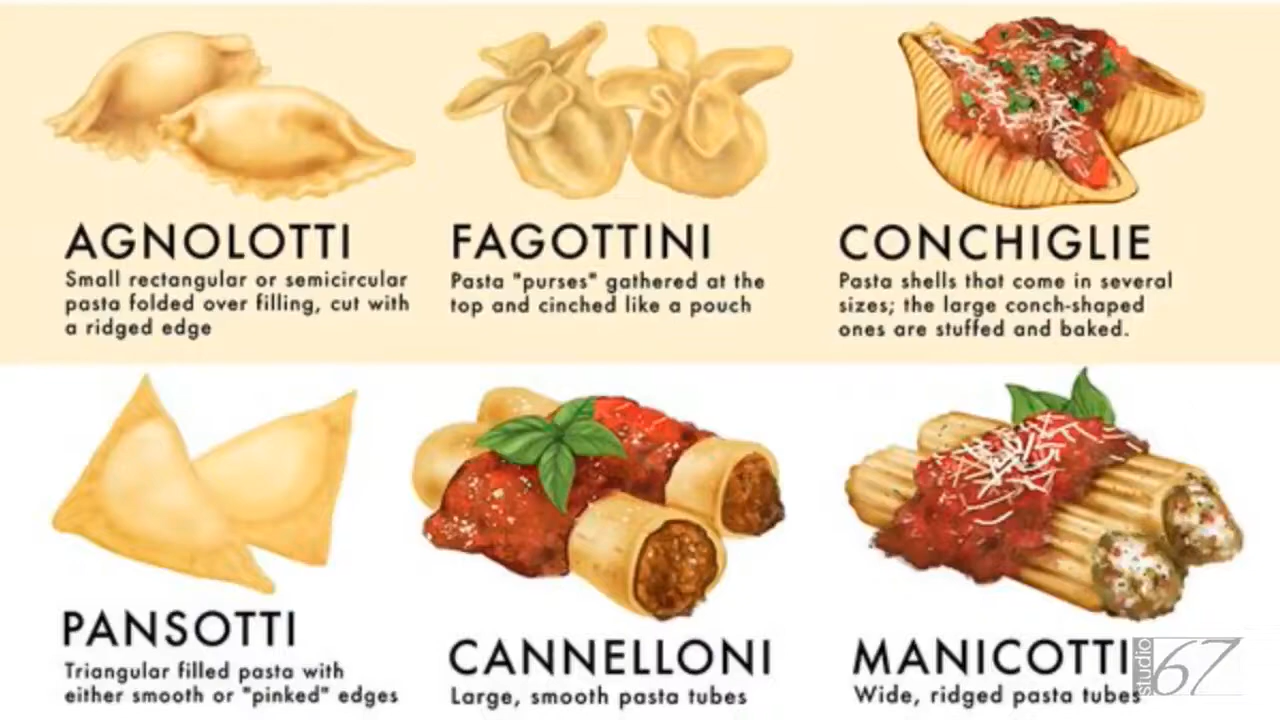 AGNOLOTTI
Small rectangular or semicircular
pasta folded over filling, cut with
a ridged edge
FAGOTTINI
Pasta "purses" gathered at the
top and cinched like a pouch
CONCHIGLIE
Pasta shells that come in several
sizes; the large conch-shaped
ones are stuffed and baked.
PANSOTTI
Triangular filled pasta with
either smooth or "pinked" edges
CANNELLONI
Large, smooth pasta tubes
MANICOTTI
Wide, ridged pasta tubes
studio 67